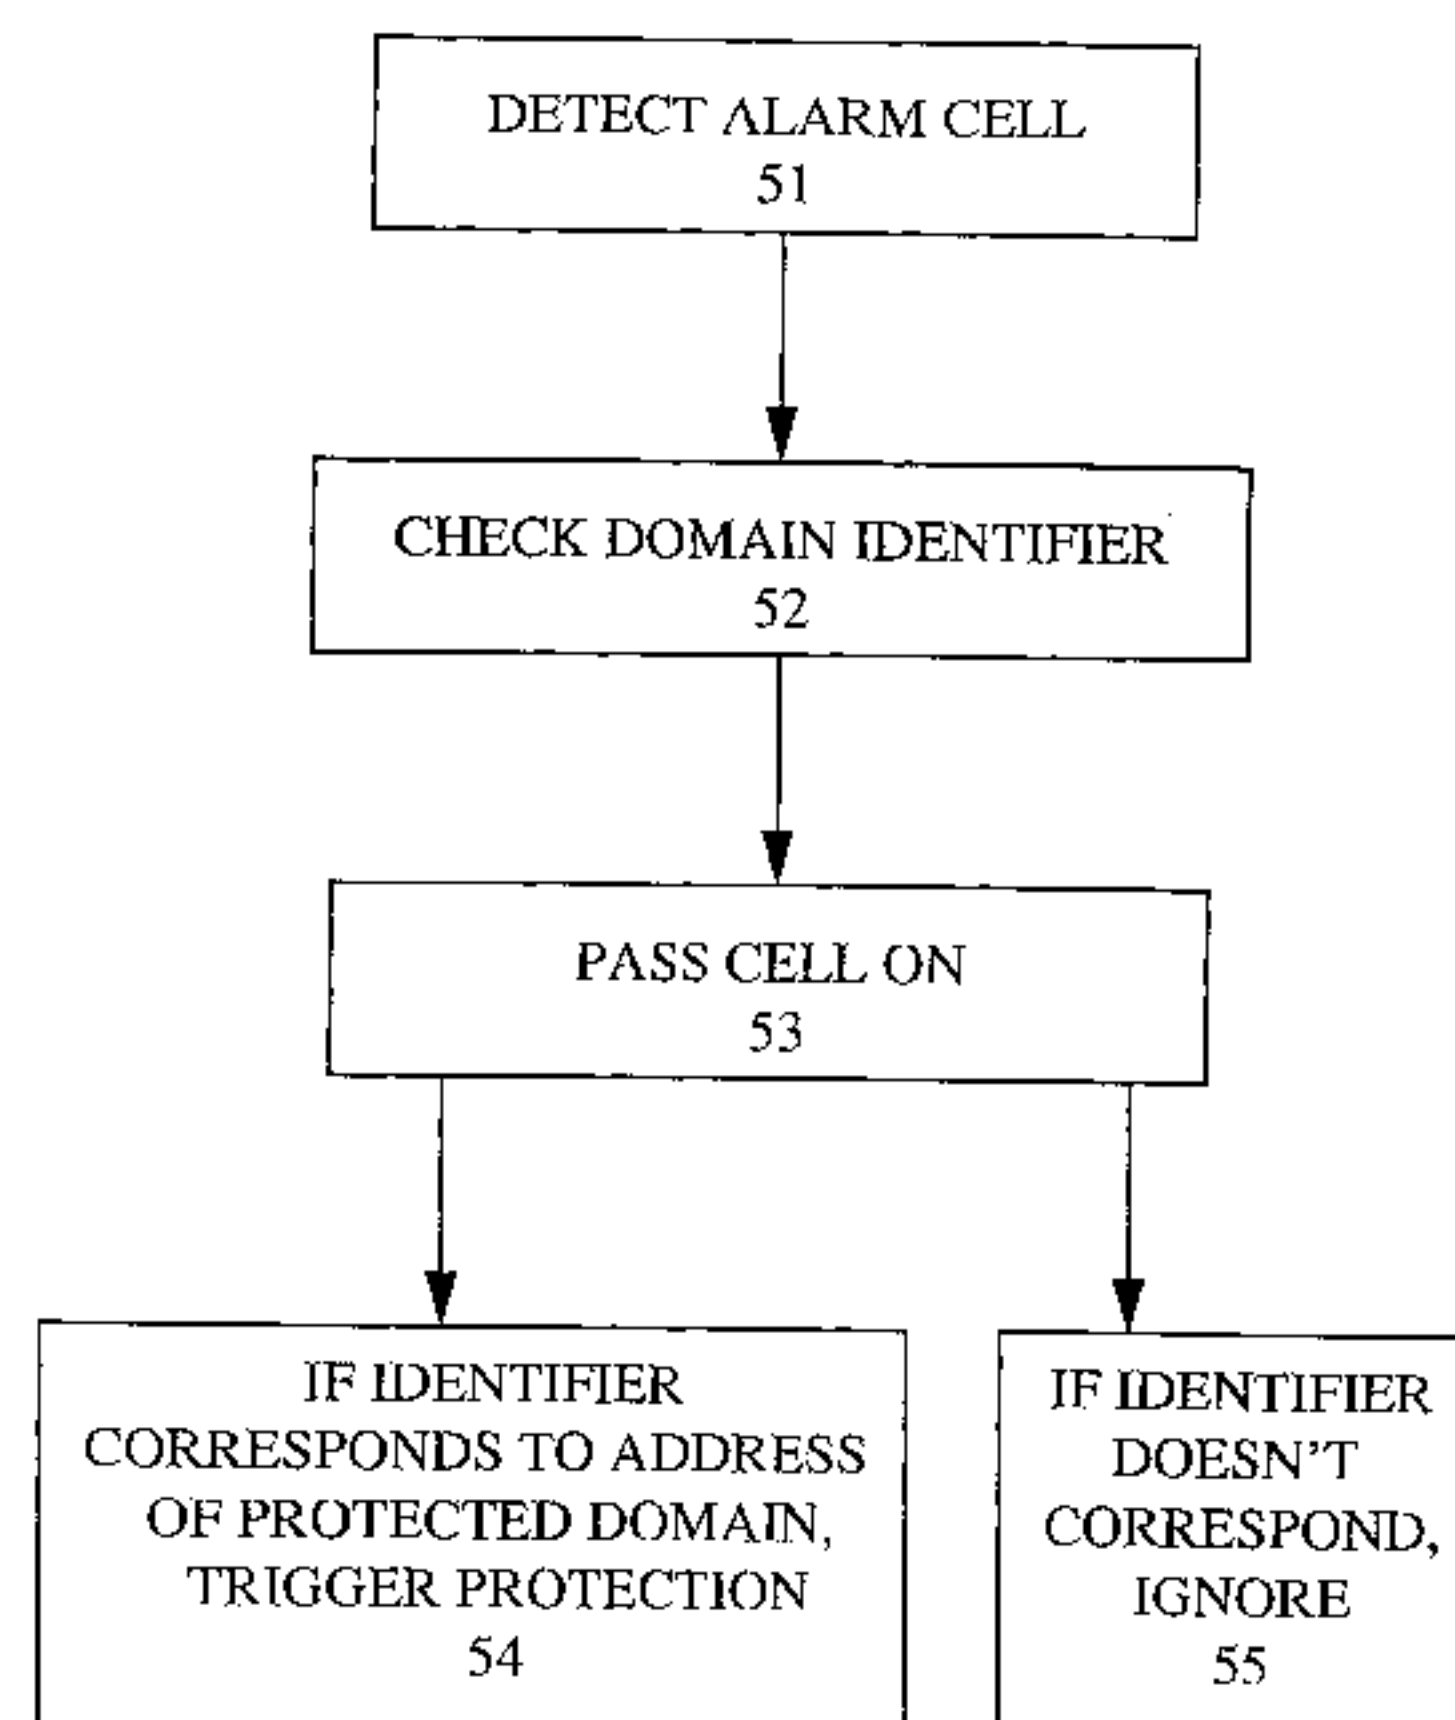 DETECT ALARM CELL
51
CHECK DOMAIN IDENTIFIER
52
PASS CELL ON
53
IF IDENTIFIER
CORRESPONDS TO ADDRESS
OF PROTECTED DOMAIN,
TRIGGER PROTECTION
54
IF IDENTIFIER
DOESN'T
CORRESPOND,
IGNORE
55